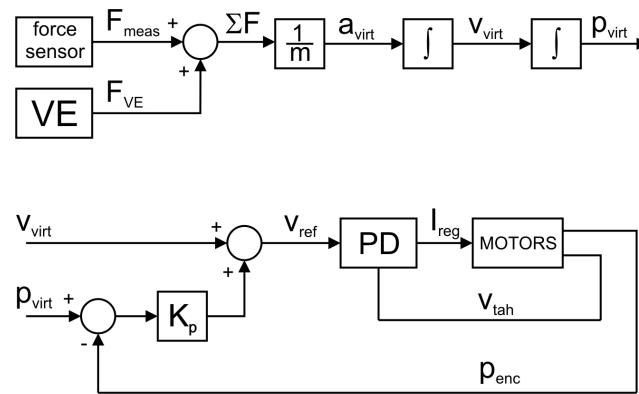 force sensor
F_meas
+
ΣF
1/m
a_virt
∫
v_virt
∫
p_virt
+
VE
F_VE
v_virt
+
v_ref
PD
I_reg
MOTORS
+
p_virt
+
K_p
v_tah
-
p_enc